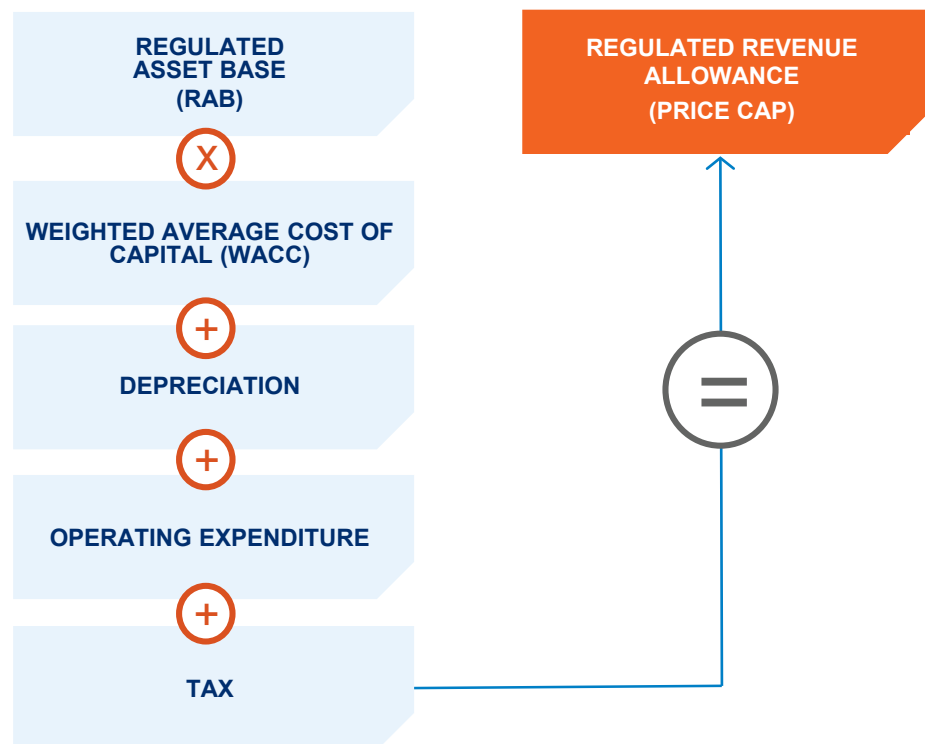 REGULATED
ASSET BASE
(RAB)
X
WEIGHTED AVERAGE COST OF
CAPITAL (WACC)
+
DEPRECIATION
+
OPERATING EXPENDITURE
+
TAX
REGULATED REVENUE
ALLOWANCE
(PRICE CAP)
=